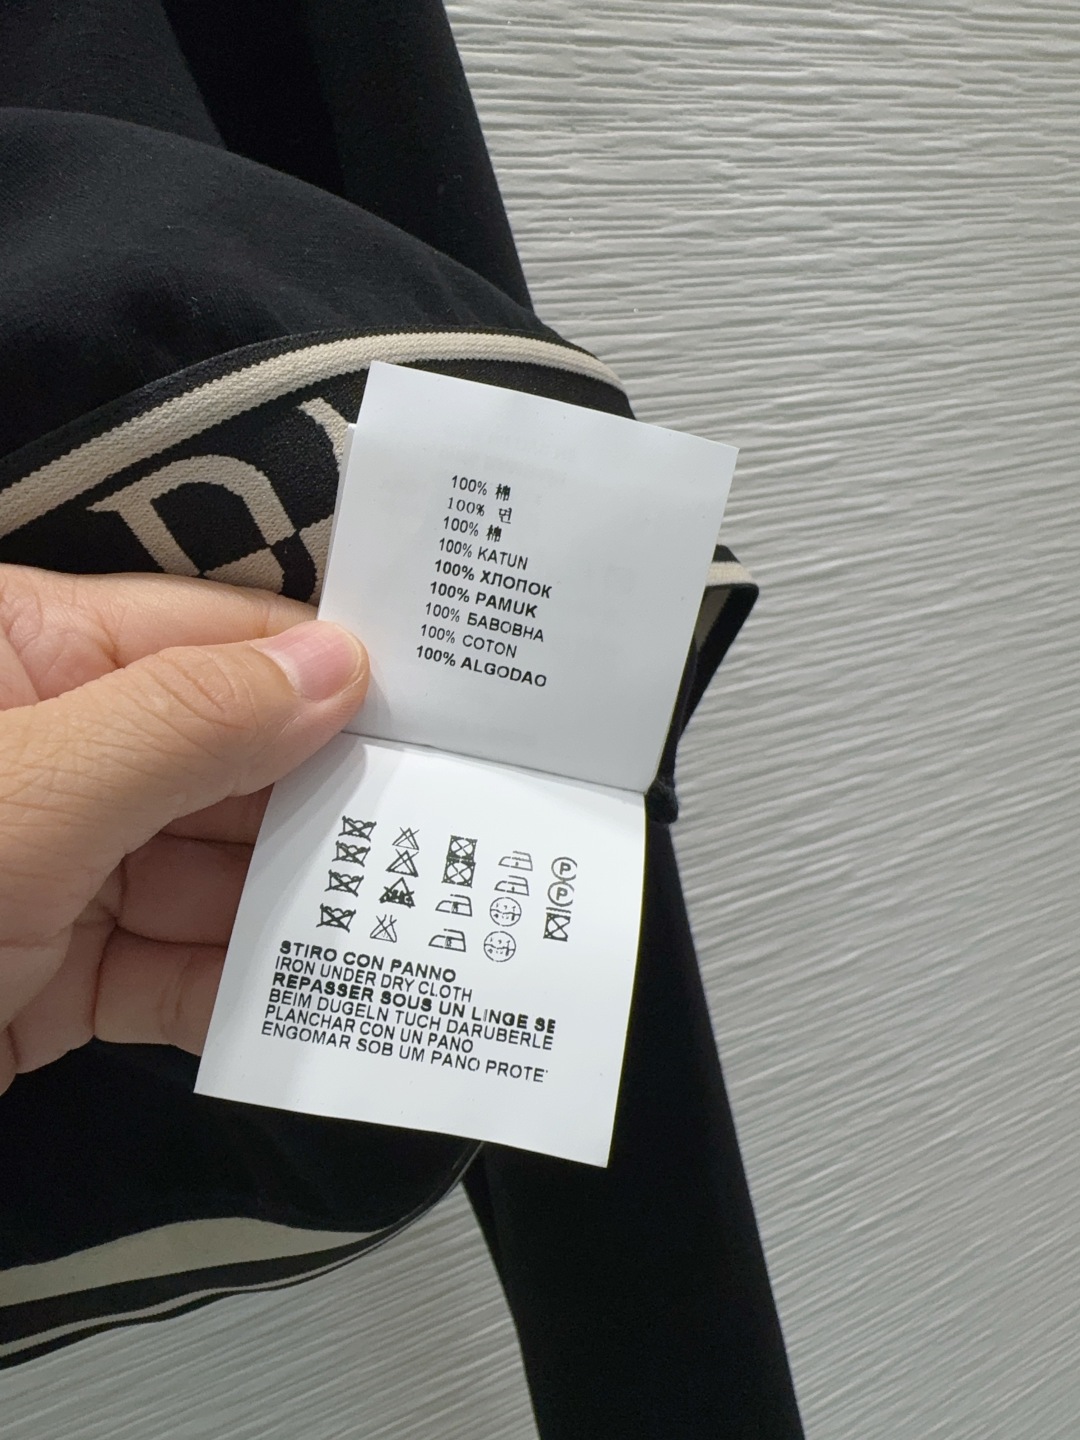 D
100% 棉
100% 면
100% 棉
100% KATUN
100% ХЛОПОК
100% PAMUK
100% БАВОВНА
100% COTON
100% ALGODAO
P
P
STIRO CON PANNO
IRON UNDER DRY CLOTH
REPASSER SOUS UN LINGE SE
BEIM DUGELN TUCH DARUBERLE
PLANCHAR CON UN PANO
ENGOMAR SOB UM PANO PROTE